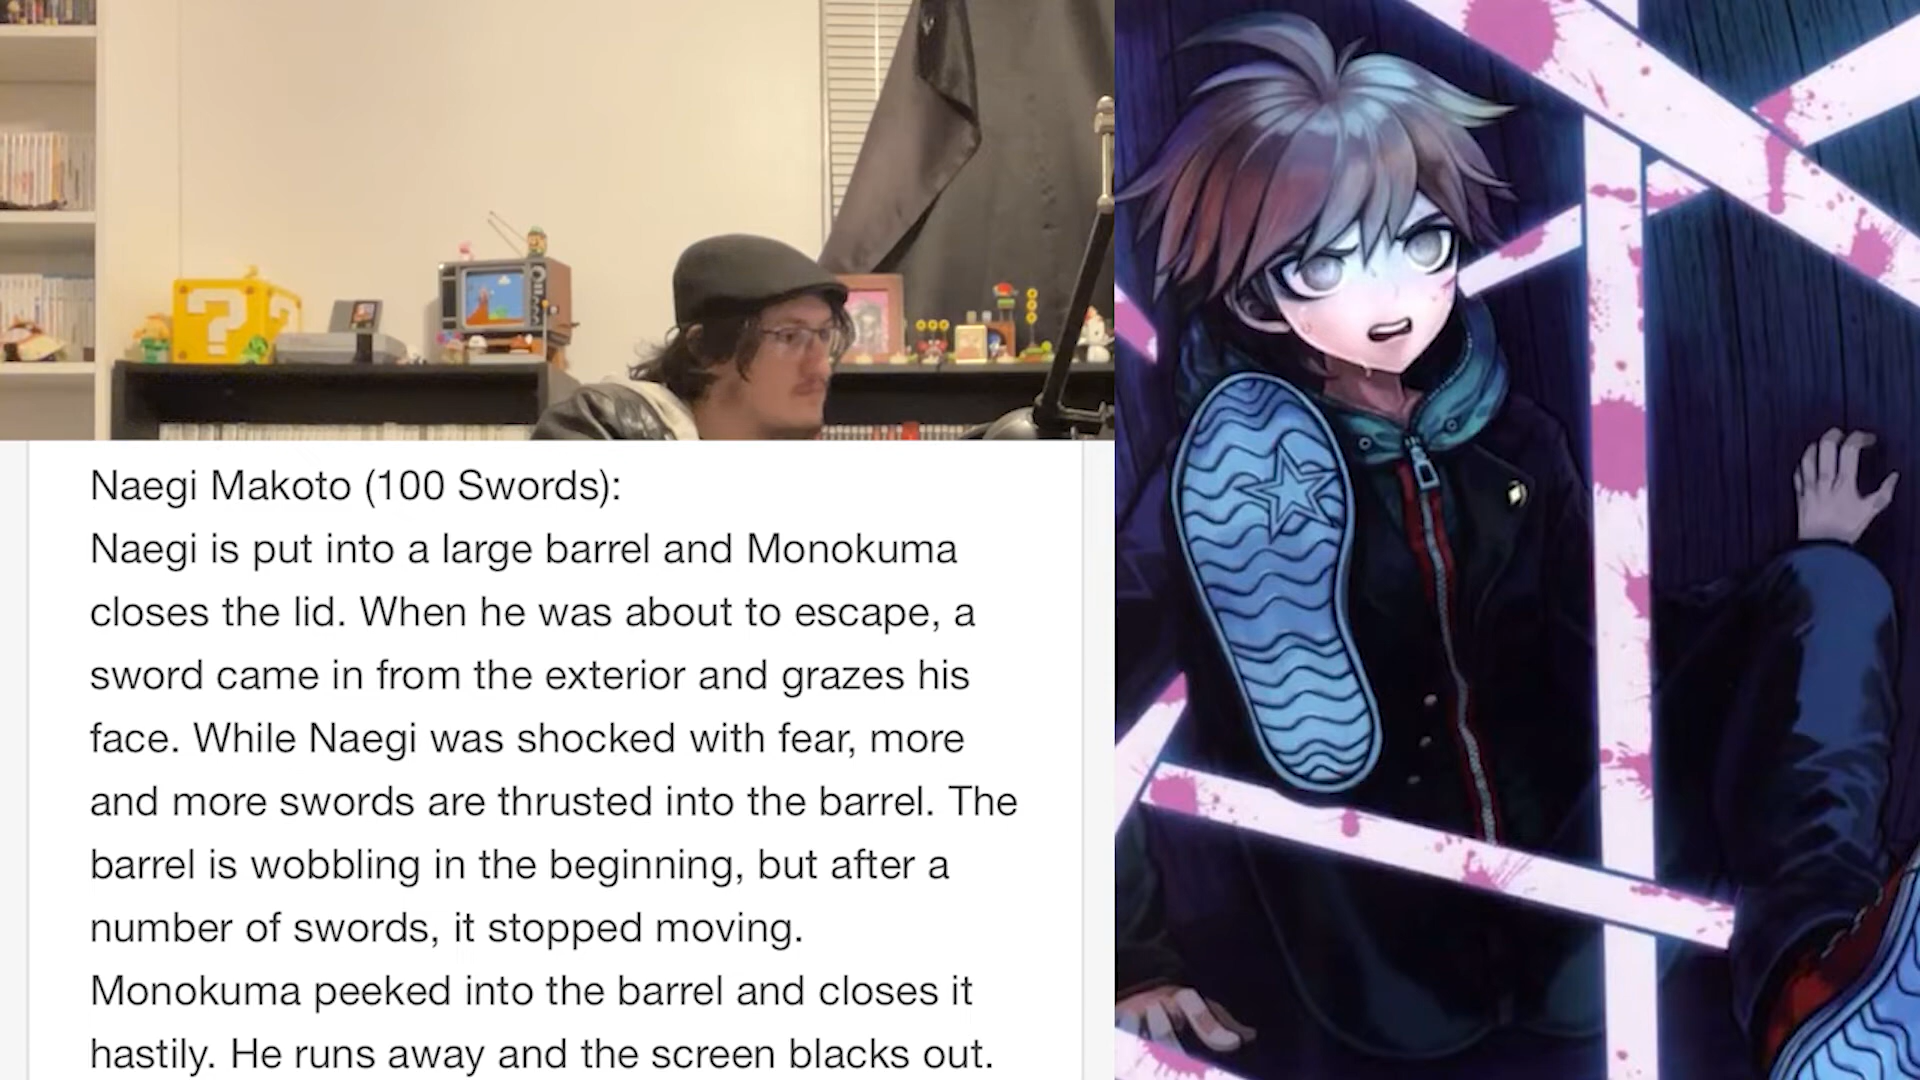 Naegi Makoto (100 Swords):
Naegi is put into a large barrel and Monokuma
closes the lid. When he was about to escape, a
sword came in from the exterior and grazes his
face. While Naegi was shocked with fear, more
and more swords are thrusted into the barrel. The
barrel is wobbling in the beginning, but after a
number of swords, it stopped moving.
Monokuma peeked into the barrel and closes it
hastily. He runs away and the screen blacks out.